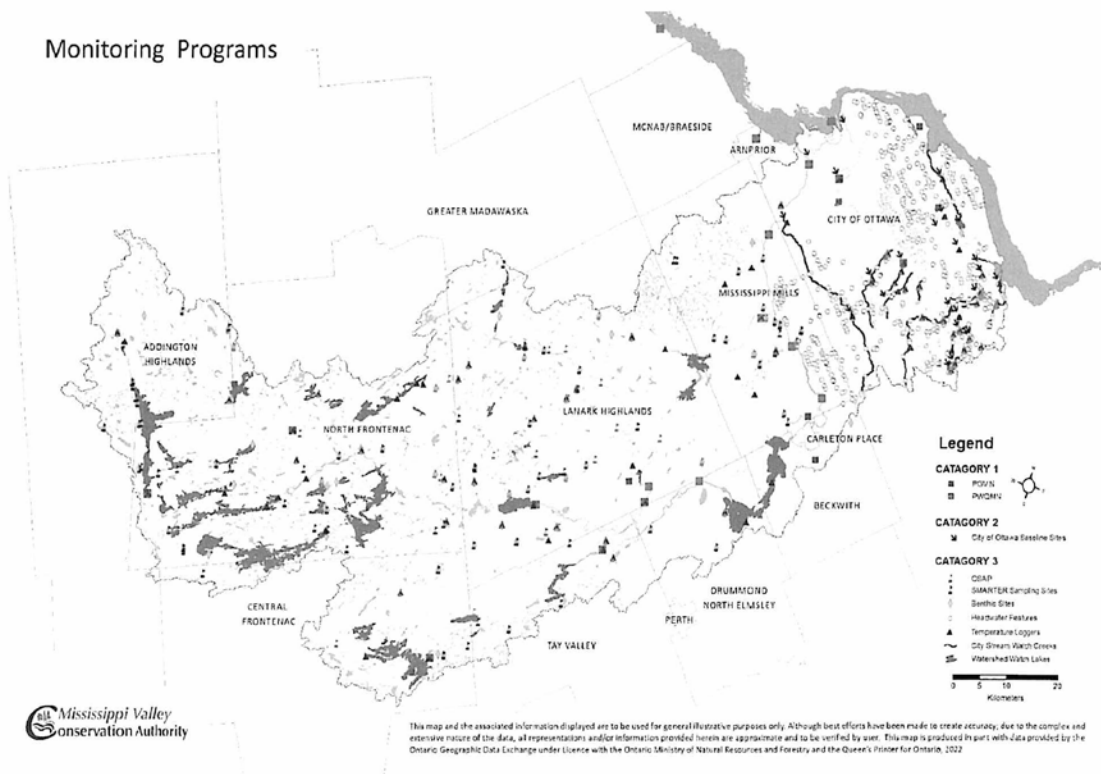 Monitoring Programs
MCNAB/BRAESIDE
ARNPRIOR
GREATER MADAWASKA
CITY OF OTTAWA
MISSISSIPPI MILLS
ADDINGTON
HIGHLANDS
LANARK HIGHLANDS
NORTH FRONTENAC
CARLETON PLACE
BECKWITH
DRUMMOND
NORTH ELMSLEY
CENTRAL
FRONTENAC
PERTH
TAY VALLEY
Legend
CATAGORY 1
PGMN
PWQMN
CATAGORY 2
City of Ottawa Baseline Sites
CATAGORY 3
OBAP
SMARTER Sampling Sites
Benthic Sites
Headwater Features
Temperature Loggers
City Stream Watch Creeks
Watershed Watch Lakes
0 5 10 20
Kilometers
Mississippi Valley
Conservation Authority
This map and the associated information displayed are to be used for general illustrative purposes only. Although best efforts have been made to create accuracy, due to the complex and
extensive nature of the data, all representations and/or information provided herein are approximate and to be verified by user. This map is produced in part with data provided by the
Ontario Geographic Data Exchange under Licence with the Ontario Ministry of Natural Resources and Forestry and the Queen's Printer for Ontario, 2022